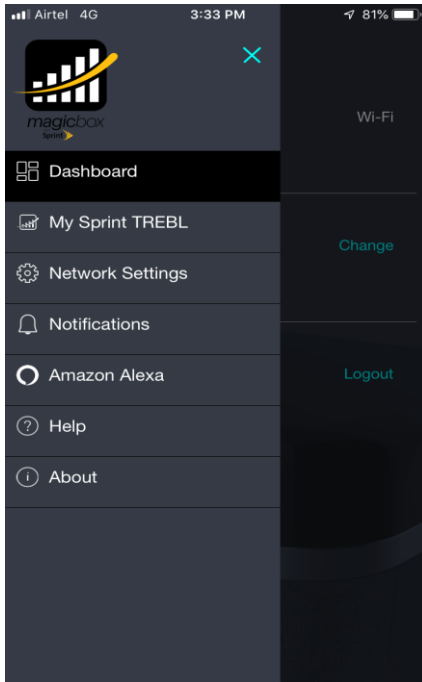 Airtel 4G 3:33 PM 81%
magicbox
Sprint
Wi-Fi
Dashboard
My Sprint TREBL
Change
Network Settings
Notifications
Amazon Alexa
Logout
Help
About